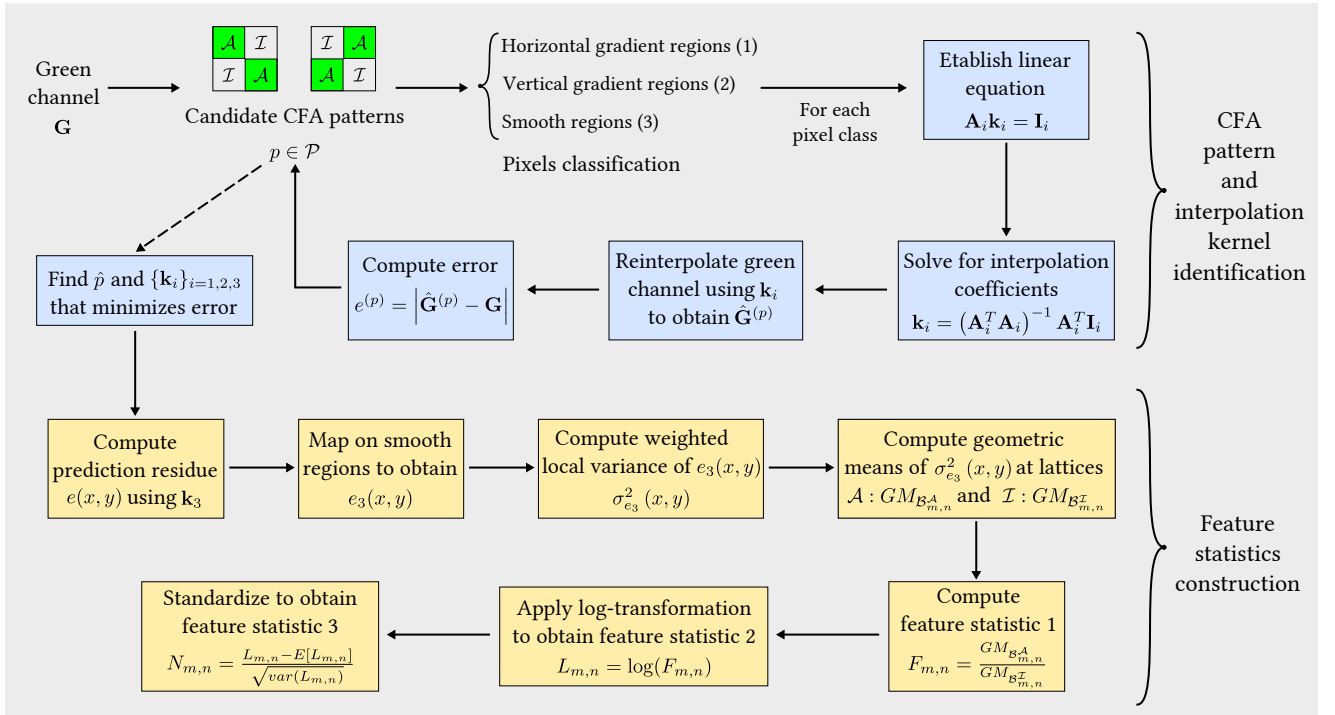 Green
channel
G
𝒜 ℐ
ℐ 𝒜
ℐ 𝒜
𝒜 ℐ
Candidate CFA patterns
p ∈ 𝒫
Horizontal gradient regions (1)
Vertical gradient regions (2)
Smooth regions (3)
Pixels classification
For each
pixel class
Etablish linear
equation
A_i k_i = I_i
Solve for interpolation
coefficients
k_i = (A_i^T A_i)^{-1} A_i^T I_i
Reinterpolate green
channel using k_i
to obtain Ĝ^{(p)}
Compute error
e^{(p)} = |Ĝ^{(p)} − G|
Find p̂ and {k_i}_{i=1,2,3}
that minimizes error
CFA
pattern
and
interpolation
kernel
identification
Compute
prediction residue
e(x, y) using k_3
Map on smooth
regions to obtain
e_3(x, y)
Compute weighted
local variance of e_3(x, y)
σ²_{e_3}(x, y)
Compute geometric
means of σ²_{e_3}(x, y) at lattices
𝒜 : GM_{ℬ^𝒜_{m,n}} and ℐ : GM_{ℬ^ℐ_{m,n}}
Compute
feature statistic 1
F_{m,n} = GM_{ℬ^𝒜_{m,n}} / GM_{ℬ^ℐ_{m,n}}
Apply log-transformation
to obtain feature statistic 2
L_{m,n} = log(F_{m,n})
Standardize to obtain
feature statistic 3
N_{m,n} = (L_{m,n} − E[L_{m,n}]) / √(var(L_{m,n}))
Feature
statistics
construction